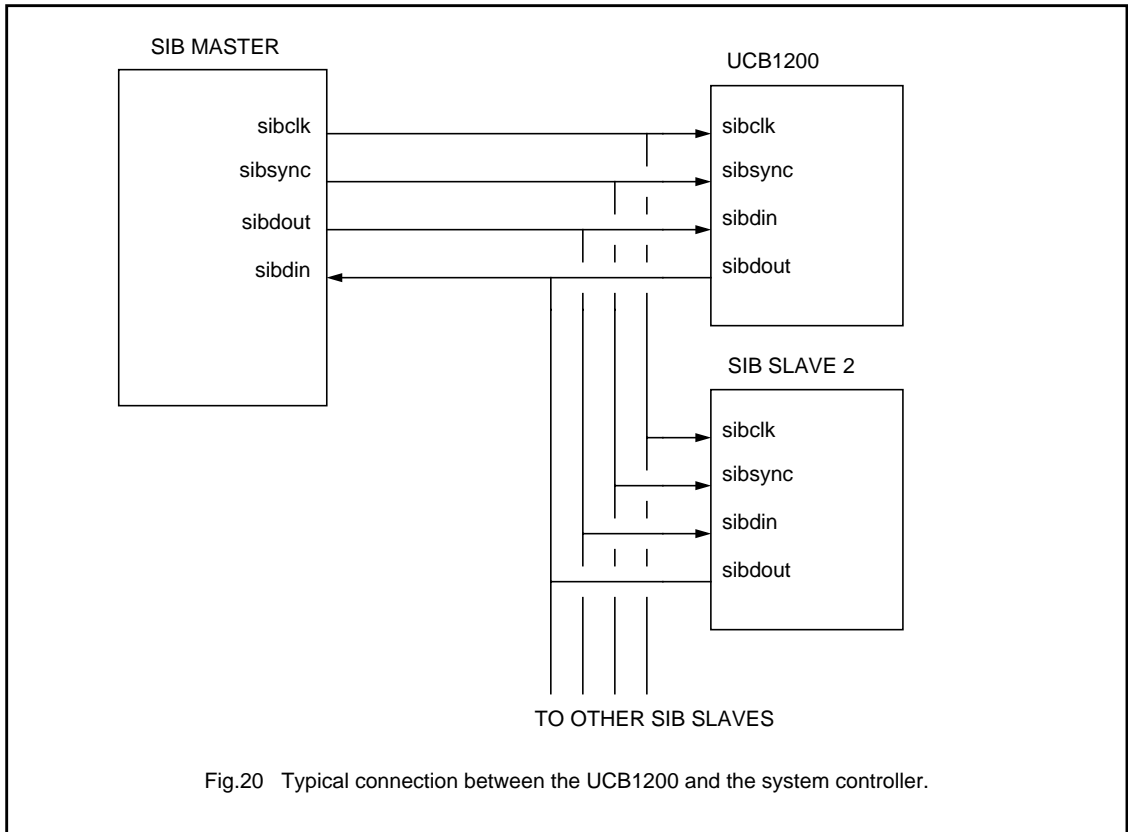 SIB MASTER
sibclk
sibsync
sibdout
sibdin
UCB1200
sibclk
sibsync
sibdin
sibdout
SIB SLAVE 2
sibclk
sibsync
sibdin
sibdout
TO OTHER SIB SLAVES
Fig.20 Typical connection between the UCB1200 and the system controller.